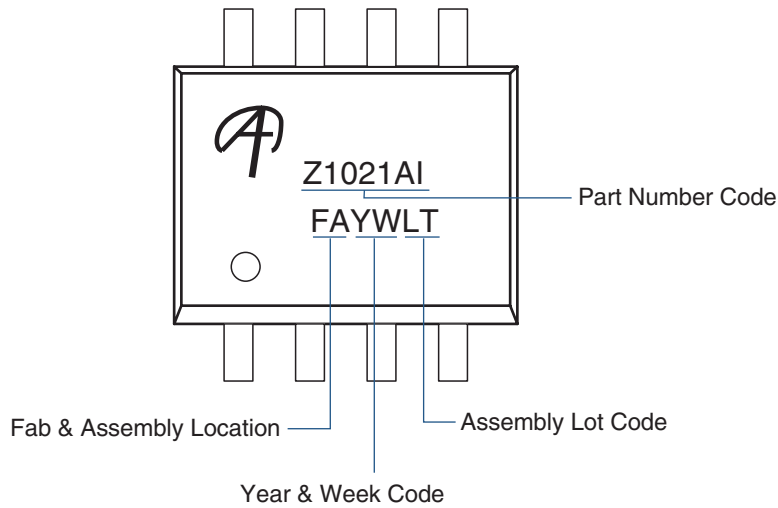 Z1021AI
Part Number Code
FAYWLT
Fab & Assembly Location
Assembly Lot Code
Year & Week Code